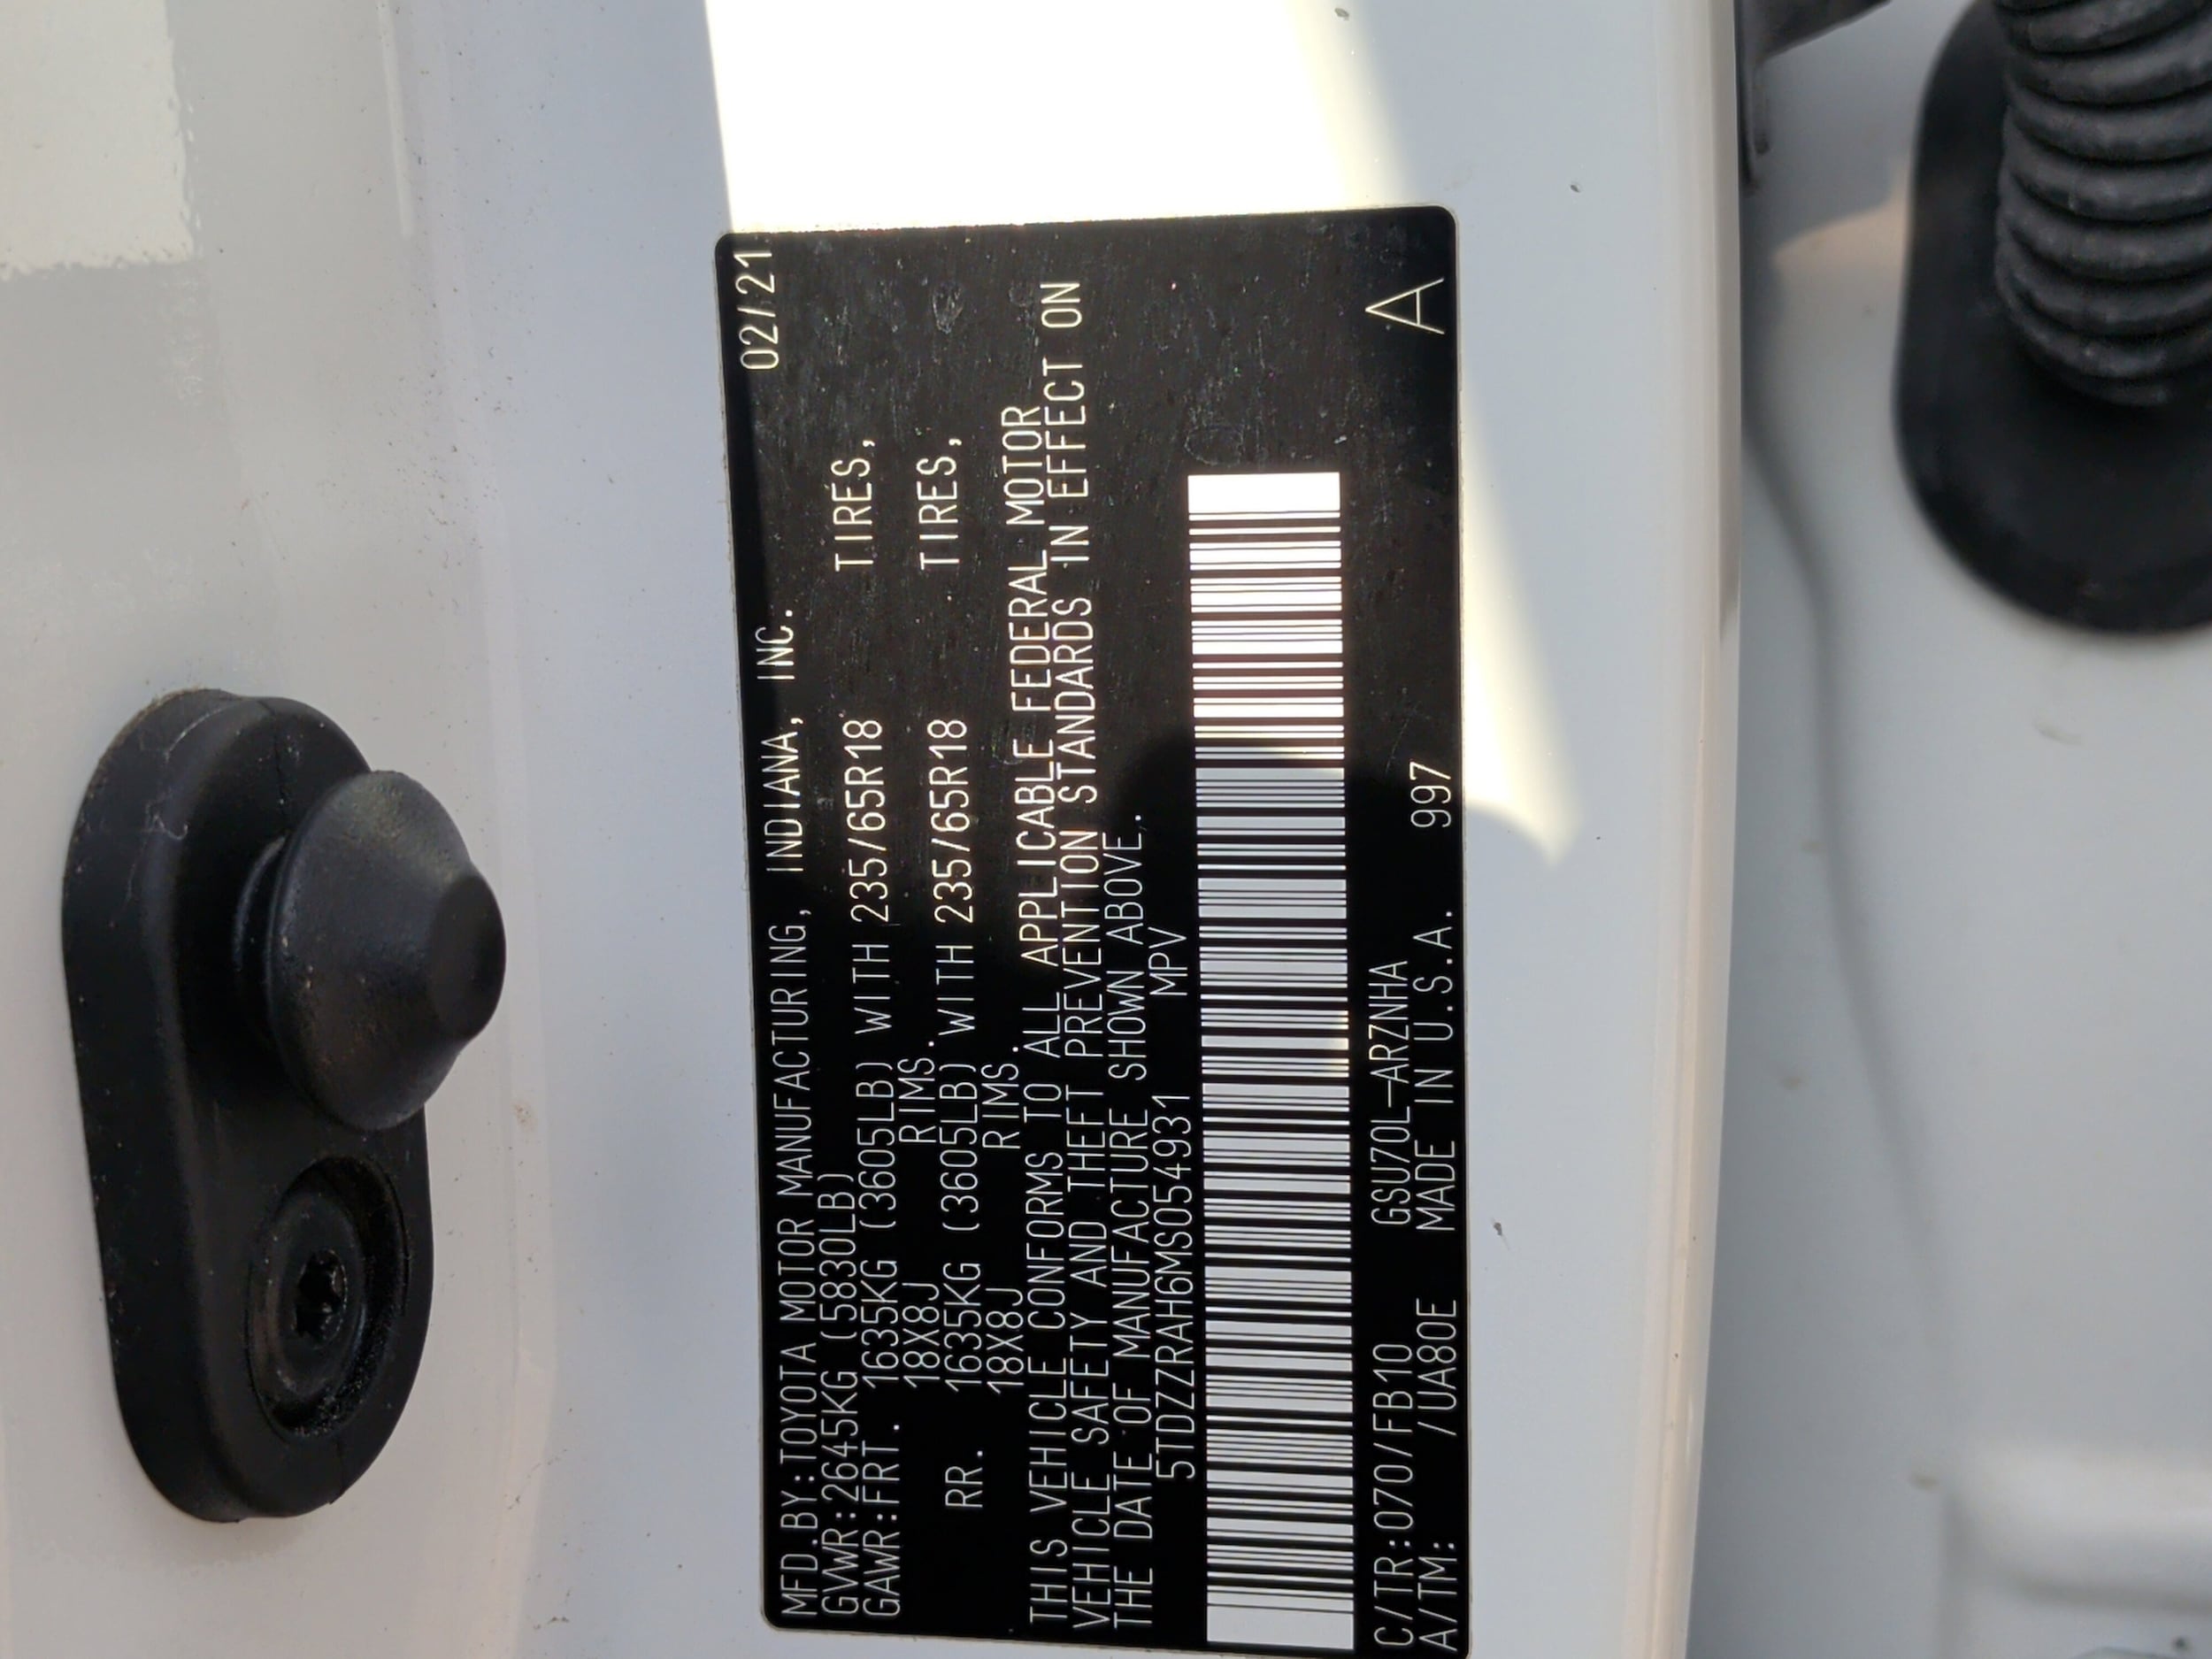 MFD.BY:TOYOTA MOTOR MANUFACTURING, INDIANA, INC. 02/21
GVWR:2645KG (5830LB)
GAWR:FRT. 1635KG (3605LB) WITH 235/65R18 TIRES,
18X8J RIMS.
RR. 1635KG (3605LB) WITH 235/65R18 TIRES,
18X8J RIMS.
THIS VEHICLE CONFORMS TO ALL APPLICABLE FEDERAL MOTOR
VEHICLE SAFETY AND THEFT PREVENTION STANDARDS IN EFFECT ON
THE DATE OF MANUFACTURE SHOWN ABOVE.
5TDZZRAH6MS054931 MPV
C/TR:070/FB10 GSU70L-ARZNHA A
A/TM: /UA80E MADE IN U.S.A. 997